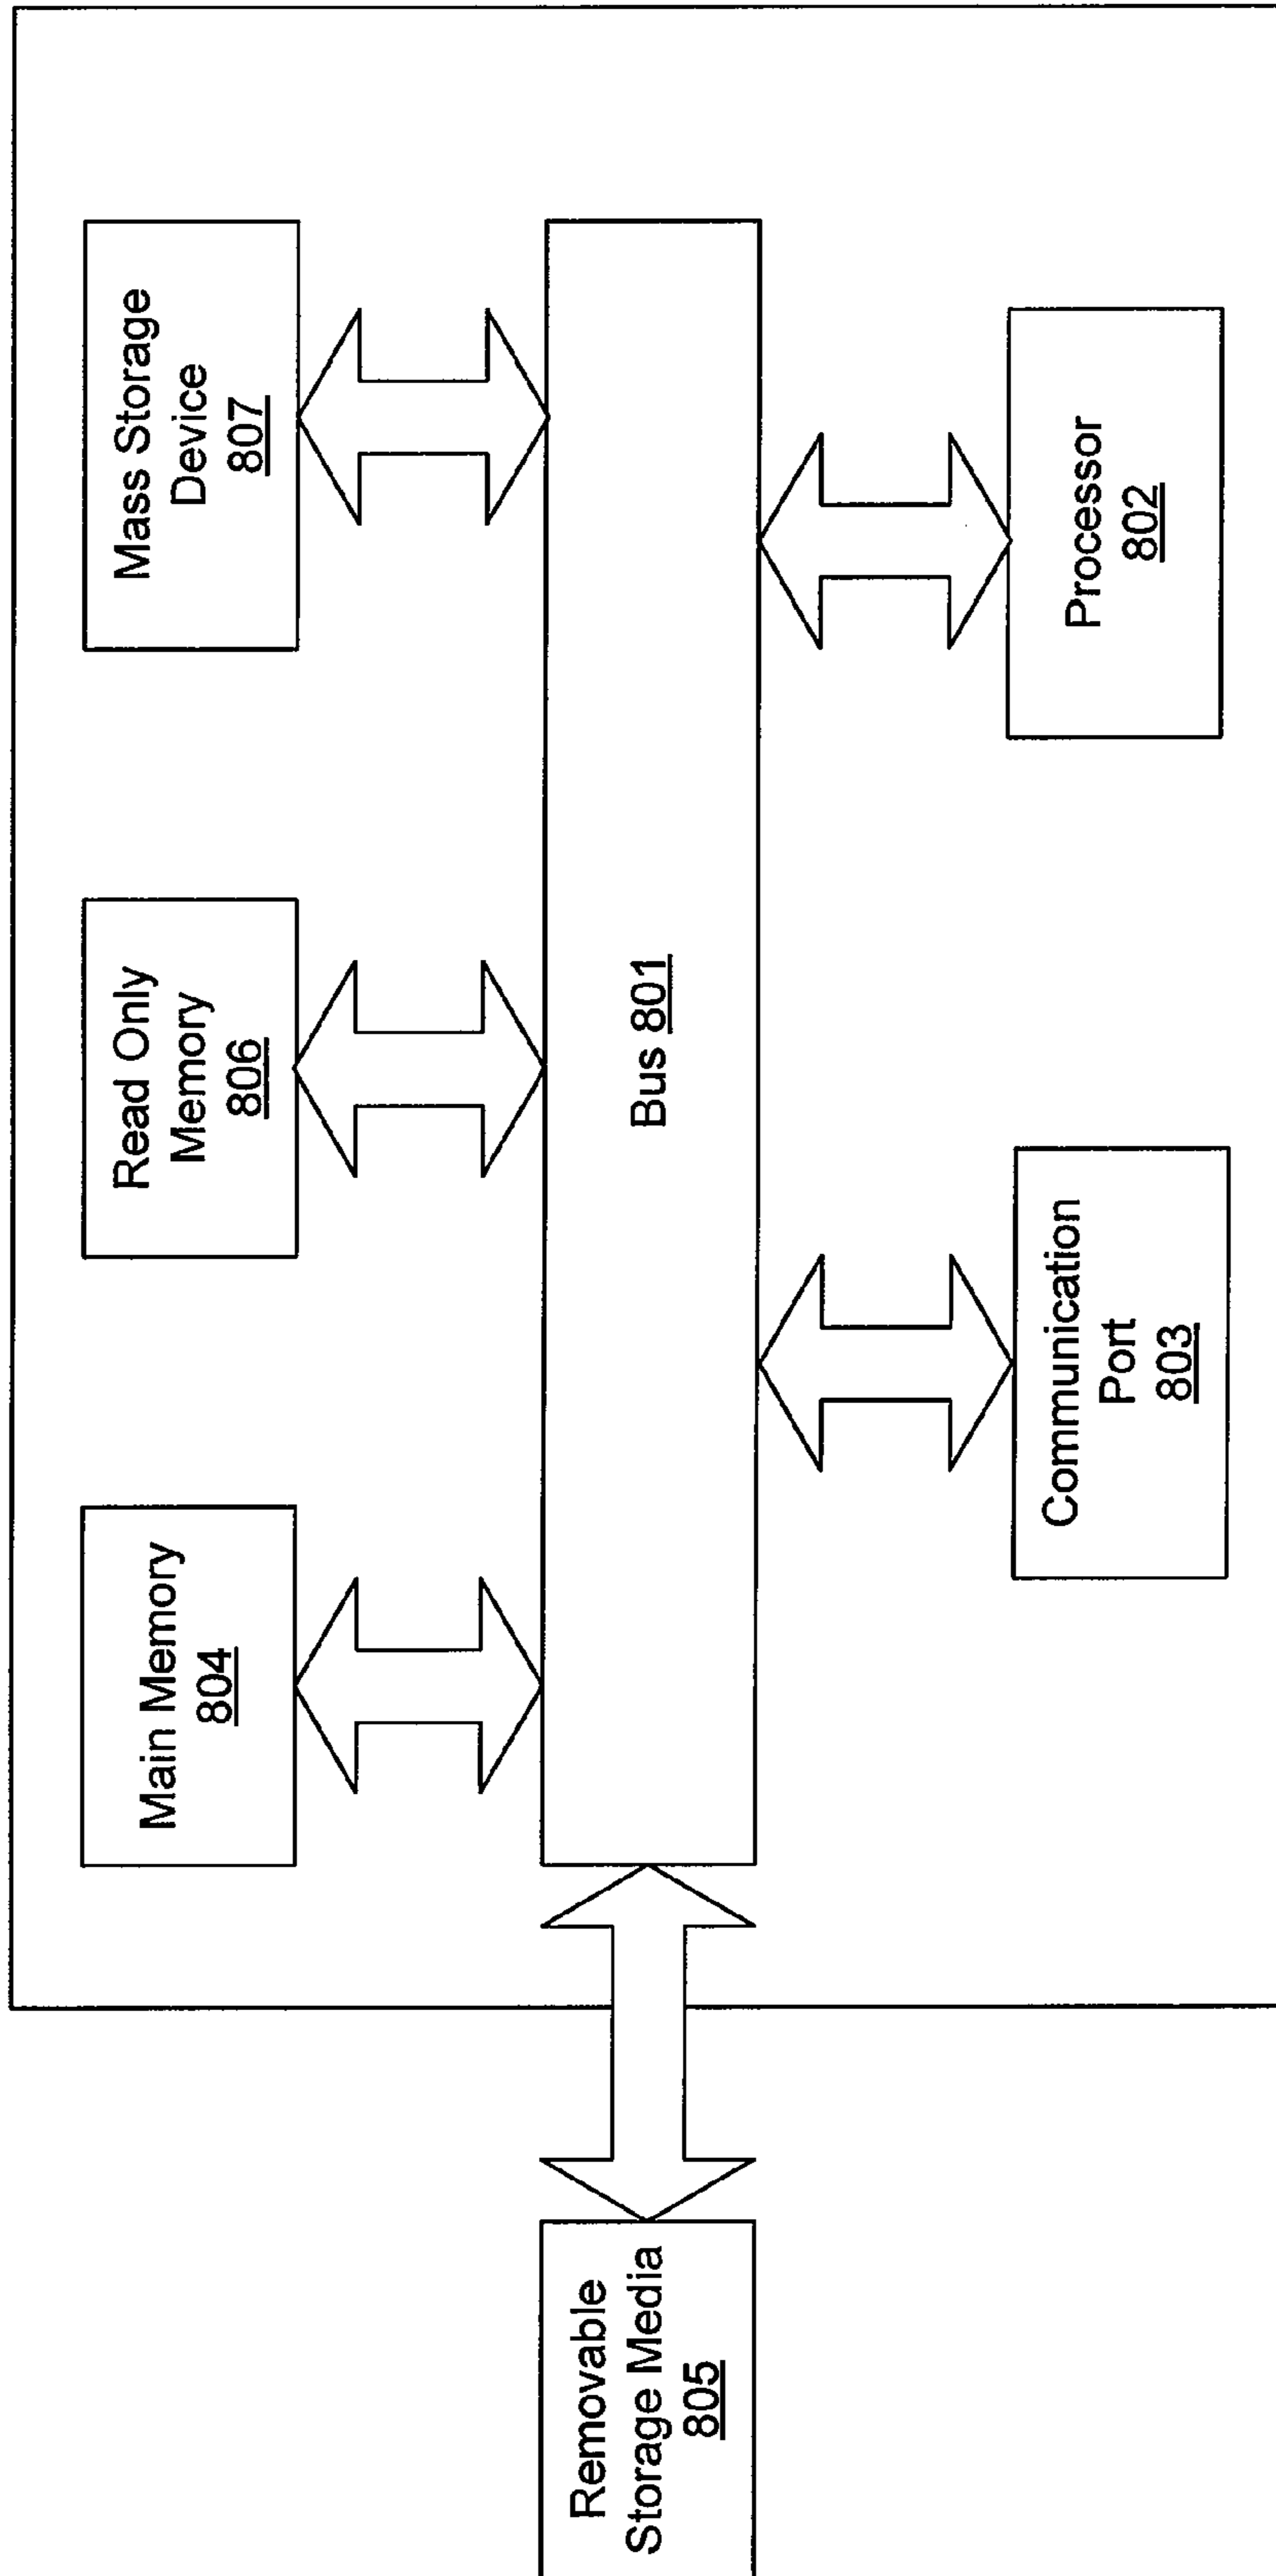 Main Memory
804
Read Only
Memory
806
Mass Storage
Device
807
Removable
Storage Media
805
Bus 801
Communication
Port
803
Processor
802